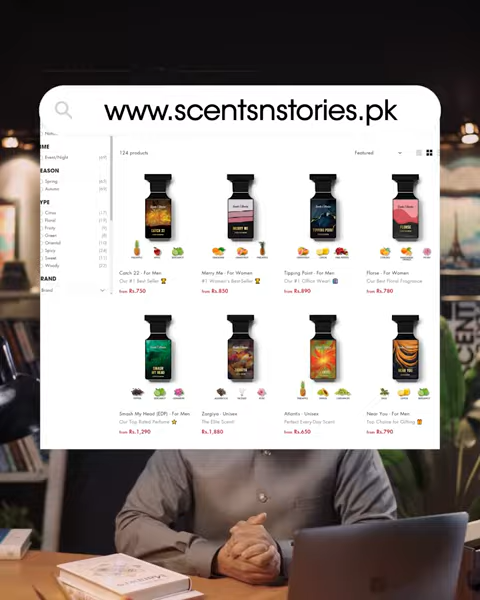 www.scentsnstories.pk
124 products
Featured
Event/Night
Spring
Autumn
Citrus
Floral
Fruity
Green
Oriental
Spicy
Sweet
Woody
Brand
Catch 22 - For Men
Our #1 Best Seller 🏆
from Rs.750
Merry Me - For Women
#1 Women's Best Seller 🏆
from Rs.850
Tipping Point - For Men
Our #1 Office Wear!
from Rs.890
Florise - For Women
Our Best Floral Fragrance
from Rs.780
Smash My Head (EDP) - For Men
Our Top Rated Perfume
from Rs.1,290
Zargiya - Unisex
The Elite Scent!
from Rs.1,880
Atlantis - Unisex
Perfect Every Day Scent!
from Rs.650
Near You - For Men
Top Choice for Gifting
from Rs.790